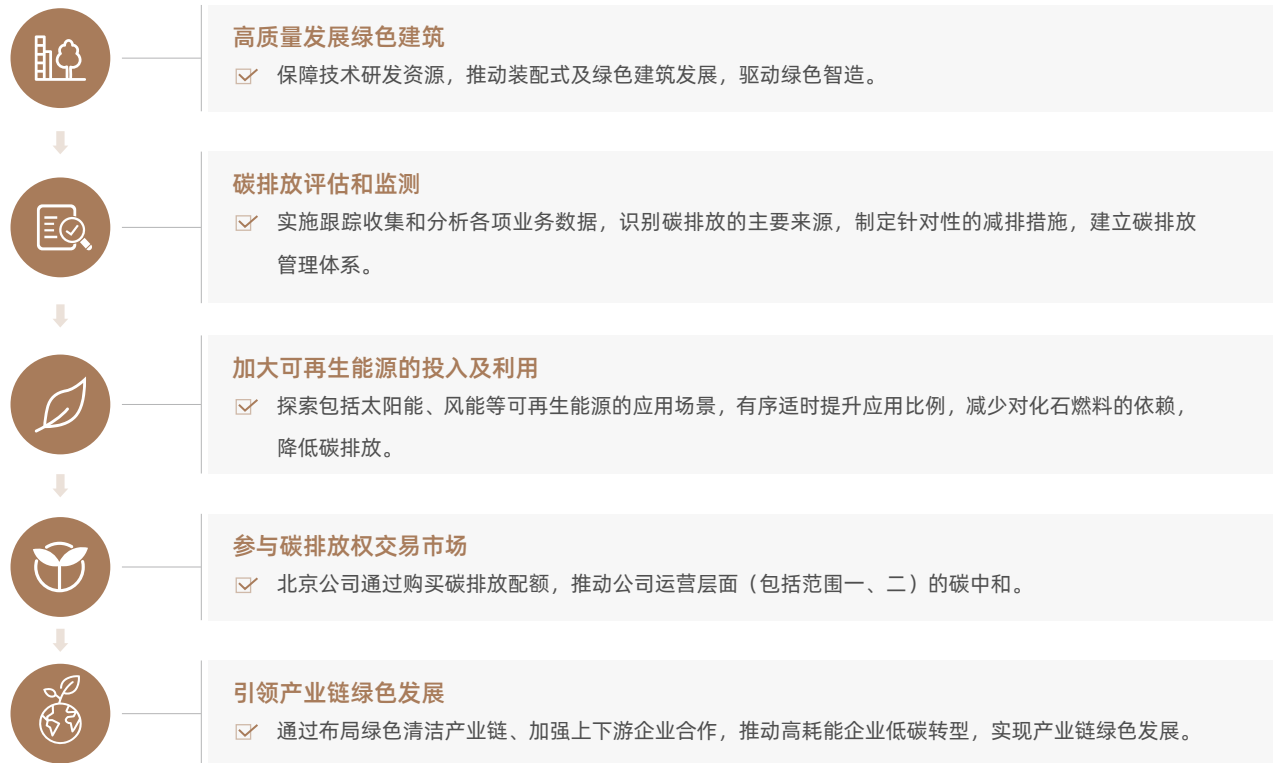 高质量发展绿色建筑
保障技术研发资源，推动装配式及绿色建筑发展，驱动绿色智造。
碳排放评估和监测
实施跟踪收集和分析各项业务数据，识别碳排放的主要来源，制定针对性的减排措施，建立碳排放
管理体系。
加大可再生能源的投入及利用
探索包括太阳能、风能等可再生能源的应用场景，有序适时提升应用比例，减少对化石燃料的依赖，
降低碳排放。
参与碳排放权交易市场
北京公司通过购买碳排放配额，推动公司运营层面（包括范围一、二）的碳中和。
引领产业链绿色发展
通过布局绿色清洁产业链、加强上下游企业合作，推动高耗能企业低碳转型，实现产业链绿色发展。